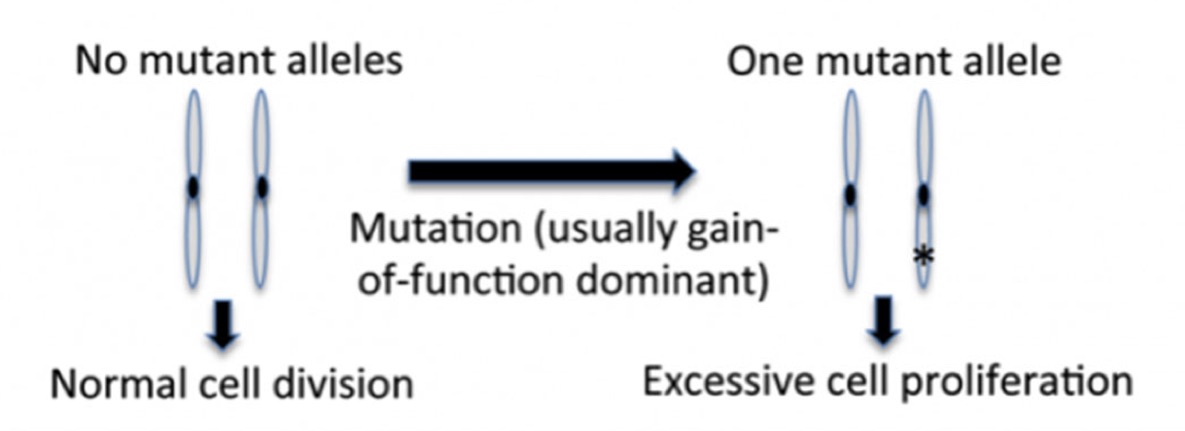 No mutant alleles
One mutant allele
Mutation (usually gain-
of-function dominant)
*
Normal cell division
Excessive cell proliferation